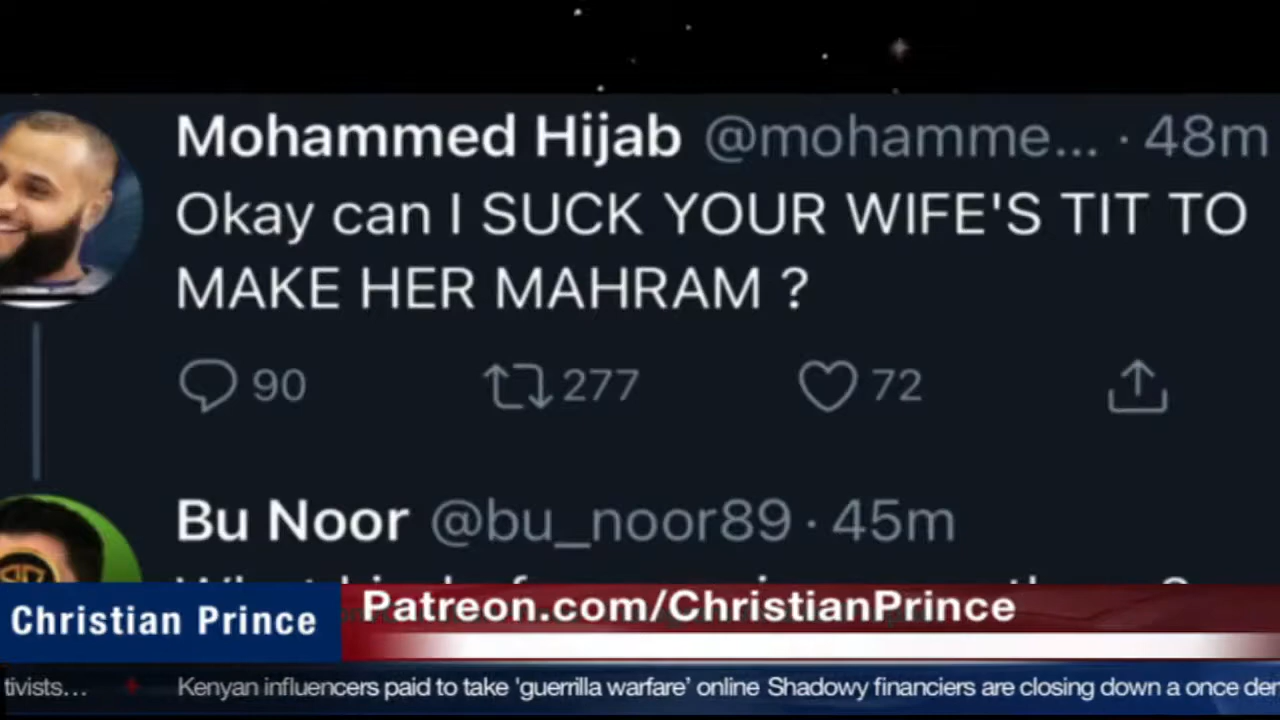 Mohammed Hijab @mohamme... · 48m
Okay can I SUCK YOUR WIFE'S TIT TO
MAKE HER MAHRAM ?
90 277 72
Bu Noor @bu_noor89 · 45m
Christian Prince
Patreon.com/ChristianPrince
tivists... Kenyan influencers paid to take 'guerrilla warfare' online Shadowy financiers are closing down a once der